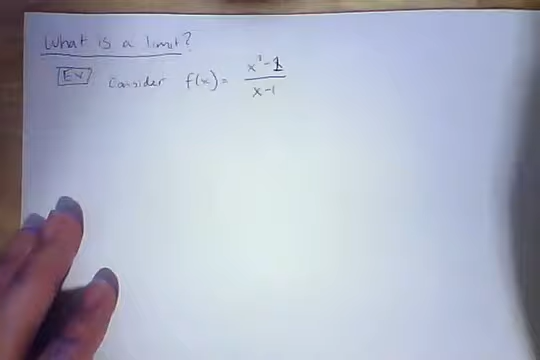 What is a limit?
Ex. Consider f(x) = (x² - 1)/(x - 1)